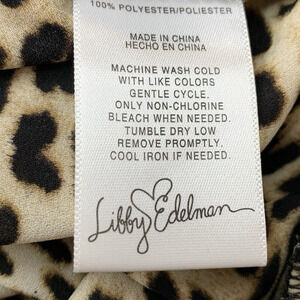 100% POLYESTER/POLIESTER
MADE IN CHINA
HECHO EN CHINA
MACHINE WASH COLD
WITH LIKE COLORS
GENTLE CYCLE.
ONLY NON-CHLORINE
BLEACH WHEN NEEDED.
TUMBLE DRY LOW
REMOVE PROMPTLY.
COOL IRON IF NEEDED.
Libby Edelman